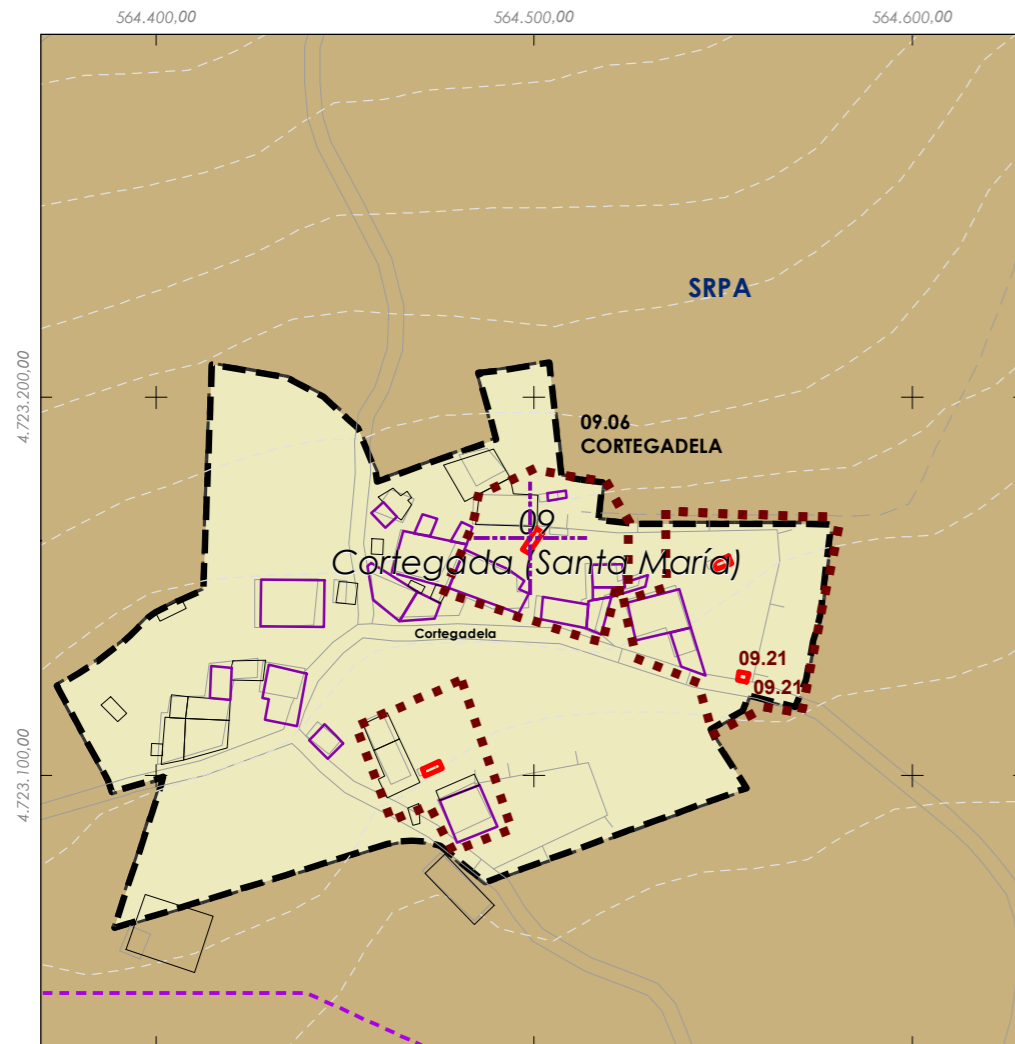 564.400,00
564.500,00
564.600,00
4.723.200,00
4.723.100,00
SRPA
09.06
CORTEGADELA
09
Cortegada (Santa María)
Cortegadela
09.21
09.21